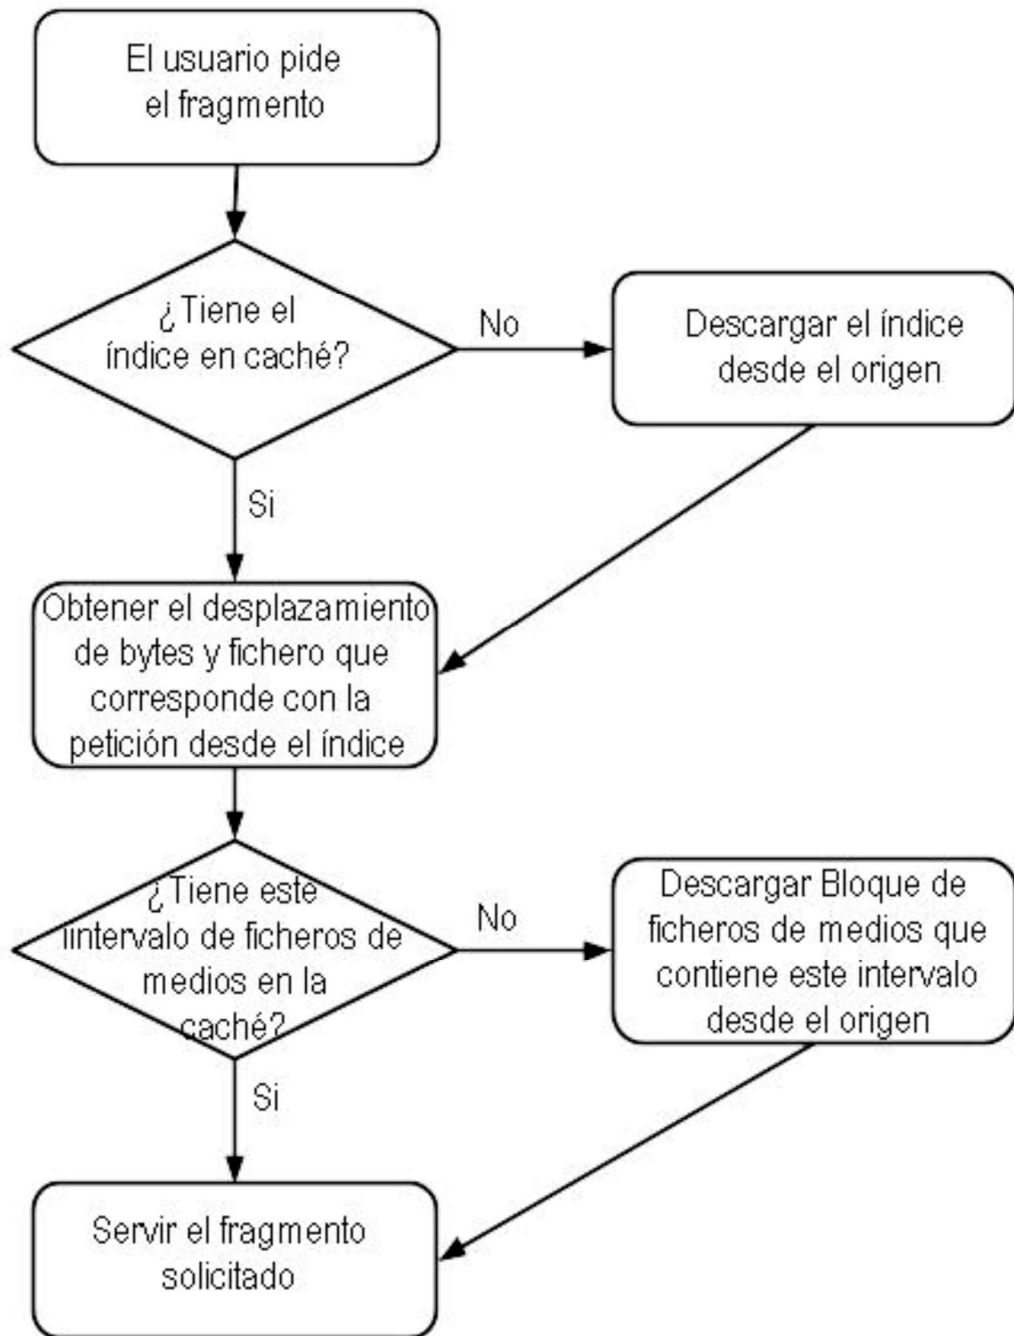 El usuario pide
el fragmento
¿Tiene el
índice en caché?
No
Descargar el índice
desde el origen
Si
Obtener el desplazamiento
de bytes y fichero que
corresponde con la
petición desde el índice
¿Tiene este
iintervalo de ficheros de
medios en la
caché?
No
Descargar Bloque de
ficheros de medios que
contiene este intervalo
desde el origen
Si
Servir el fragmento
solicitado